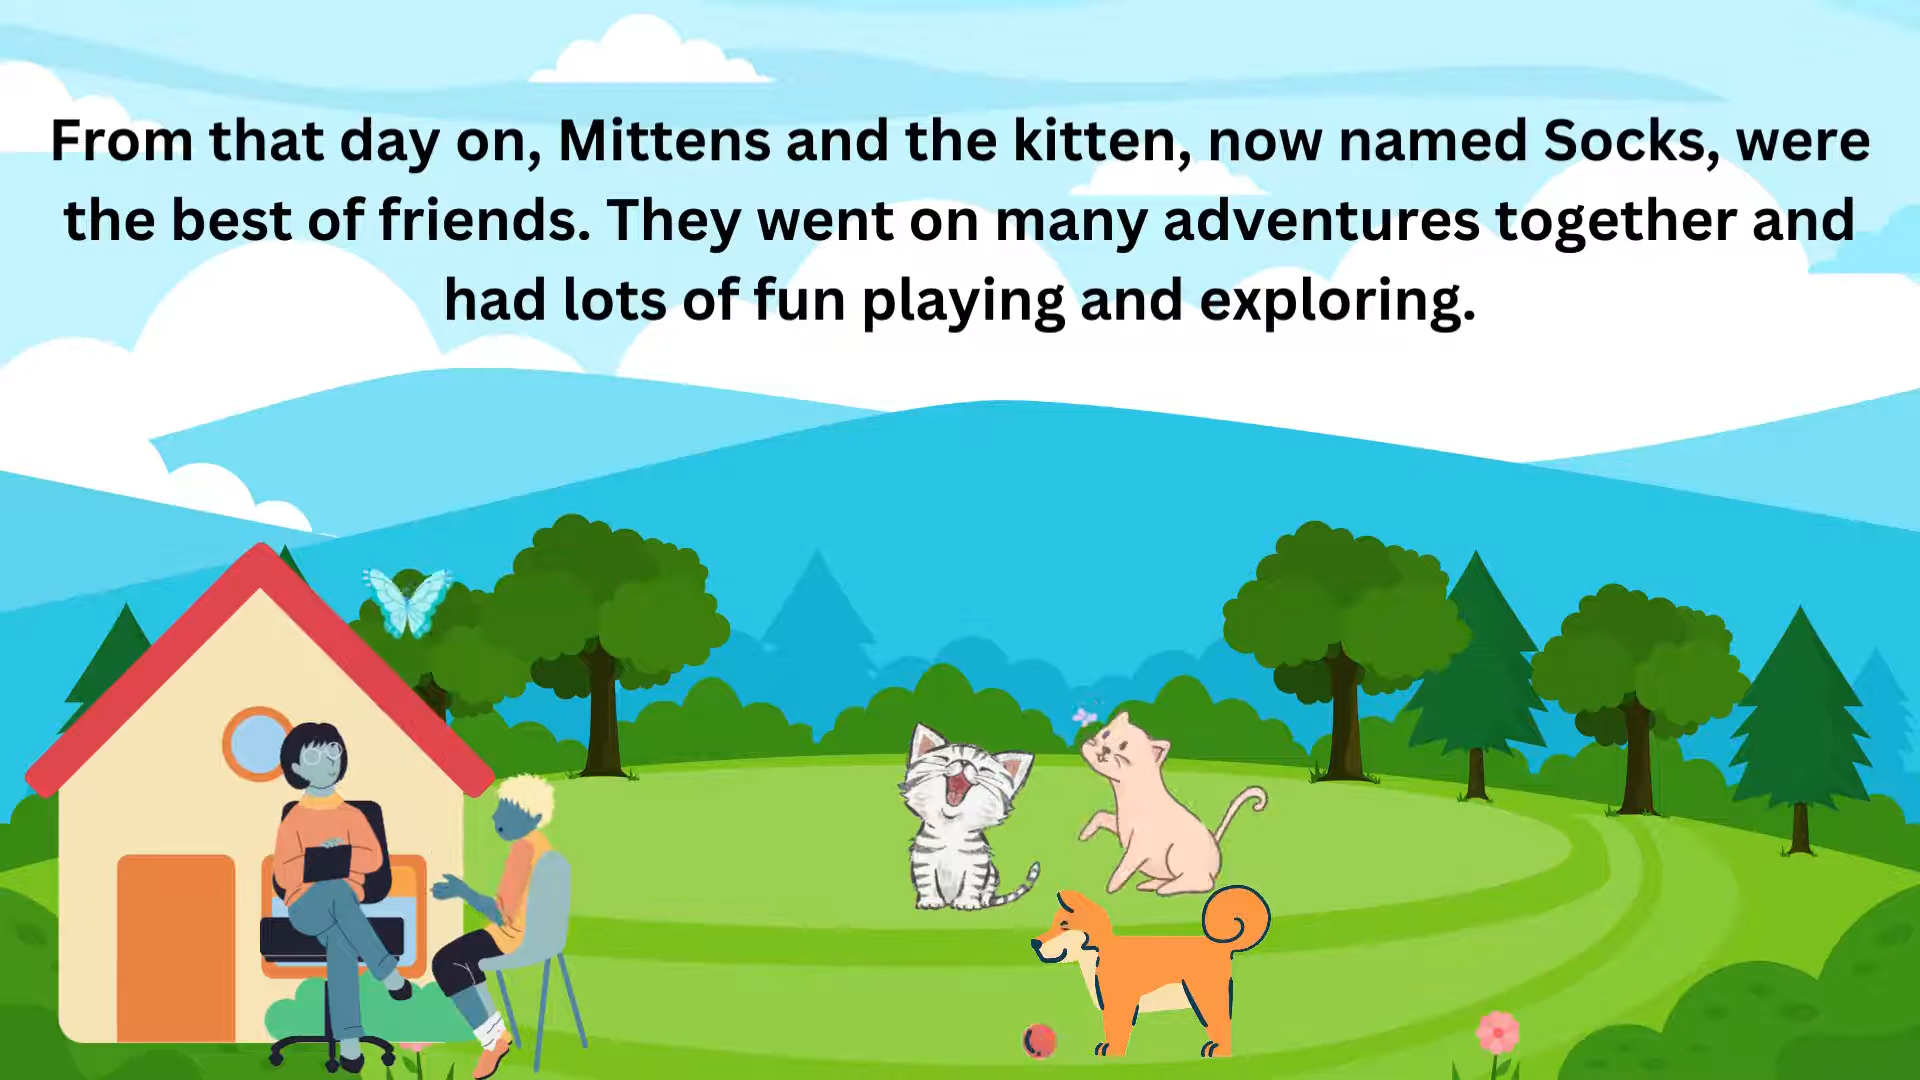 From that day on, Mittens and the kitten, now named Socks, were
the best of friends. They went on many adventures together and
had lots of fun playing and exploring.